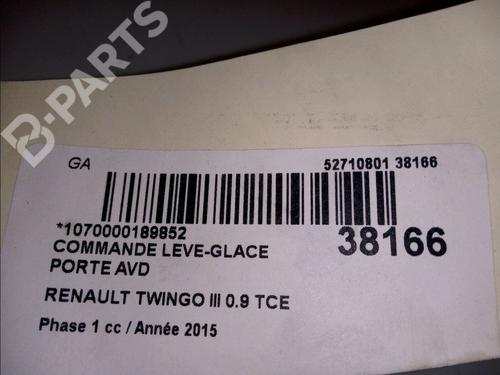 B-PARTS
GA
52710801 38166
*1070000189852
38166
COMMANDE LEVE-GLACE
PORTE AVD
RENAULT TWINGO III 0.9 TCE
Phase 1 cc / Année 2015